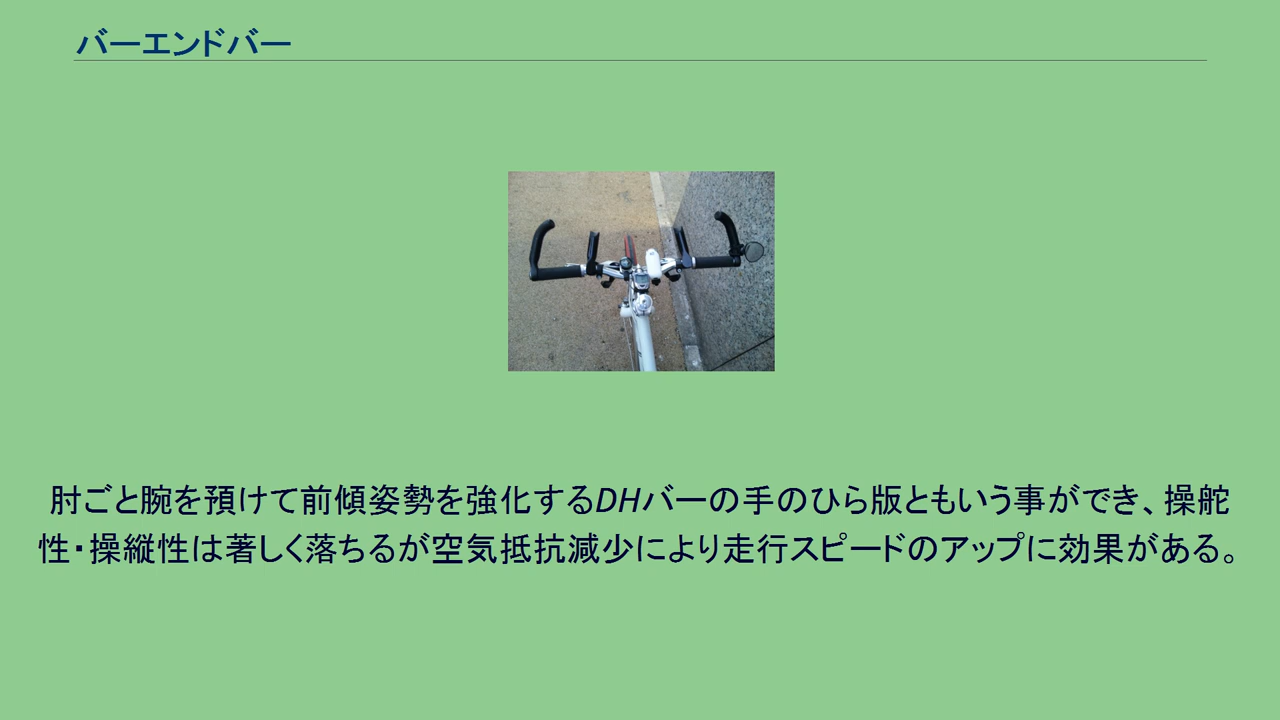 バーエンドバー
肘ごと腕を預けて前傾姿勢を強化するDHバーの手のひら版ともいう事ができ、操舵
性・操縦性は著しく落ちるが空気抵抗減少により走行スピードのアップに効果がある。